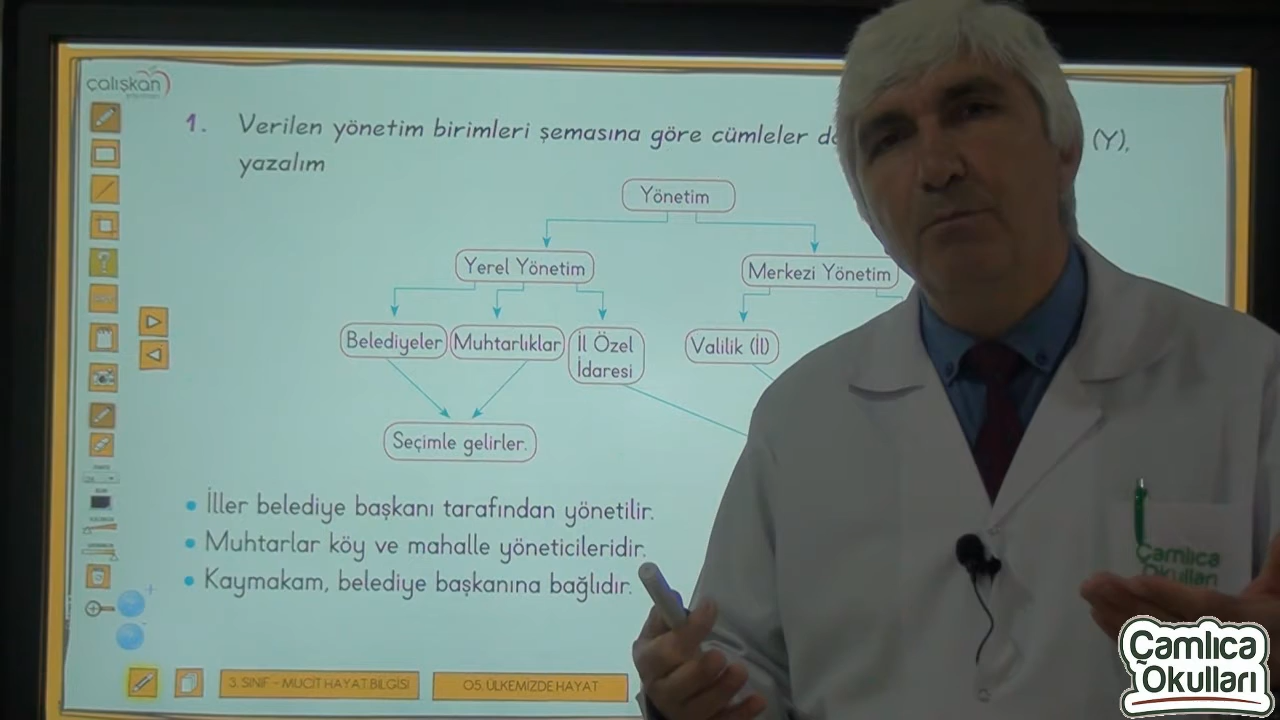 çalışkan
1. Verilen yönetim birimleri şemasına göre cümleler (Y),
yazalım
Yönetim
Yerel Yönetim
Merkezi Yönetim
Belediyeler
Muhtarlıklar
İl Özel
İdaresi
Valilik (İl)
Seçimle gelirler.
• İller belediye başkanı tarafından yönetilir.
• Muhtarlar köy ve mahalle yöneticileridir.
• Kaymakam, belediye başkanına bağlıdır.
3. SINIF - MUCİT HAYAT BİLGİSİ
05. ÜLKEMİZDE HAYAT
Çamlıca
Okulları
Çamlıca
Okulları